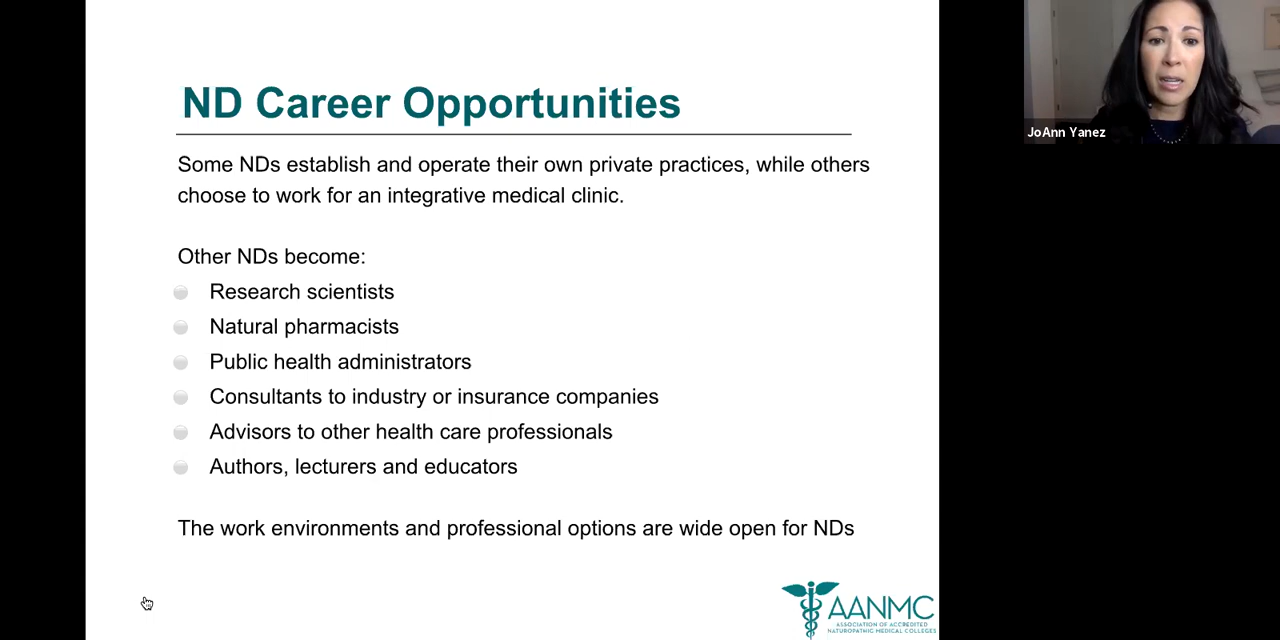 ND Career Opportunities
Some NDs establish and operate their own private practices, while others
choose to work for an integrative medical clinic.
Other NDs become:
Research scientists
Natural pharmacists
Public health administrators
Consultants to industry or insurance companies
Advisors to other health care professionals
Authors, lecturers and educators
The work environments and professional options are wide open for NDs
AANMC
ASSOCIATION OF ACCREDITED
NATUROPATHIC MEDICAL COLLEGES
JoAnn Yanez